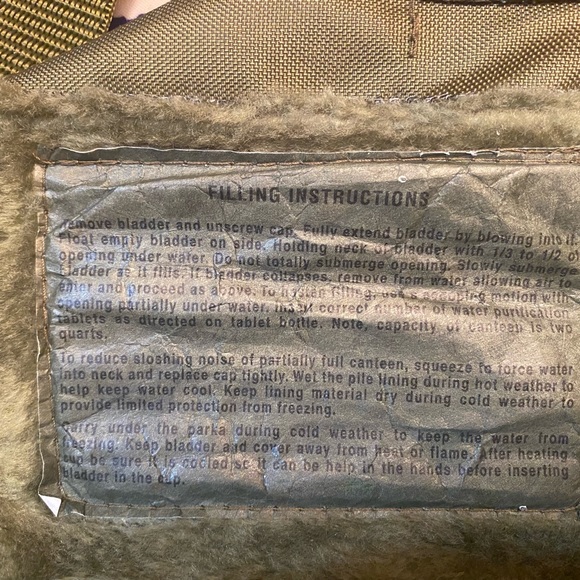 FILLING INSTRUCTIONS
remove bladder and unscrew cap. Fully extend bladder by blowing into it
Float empty bladder on side. Holding neck of bladder with 1/3 to 1/2 of
opening under water. Do not totally submerge opening. Slowly submerge
bladder as it fills. If bladder collapses, remove from water allowing air to
enter and proceed as above. To hasten filling, use a scooping motion with
opening partially under water. Insert correct number of water purification
tablets as directed on tablet bottle. Note, capacity of canteen is two
quarts.
To reduce sloshing noise of partially full canteen, squeeze to force water
into neck and replace cap tightly. Wet the pile lining during hot weather to
help keep water cool. Keep lining material dry during cold weather to
provide limited protection from freezing.
Carry under the parka during cold weather to keep the water from
freezing. Keep bladder and cover away from heat or flame. After heating
cup be sure it is cooled so it can be help in the hands before inserting
bladder in the cup.